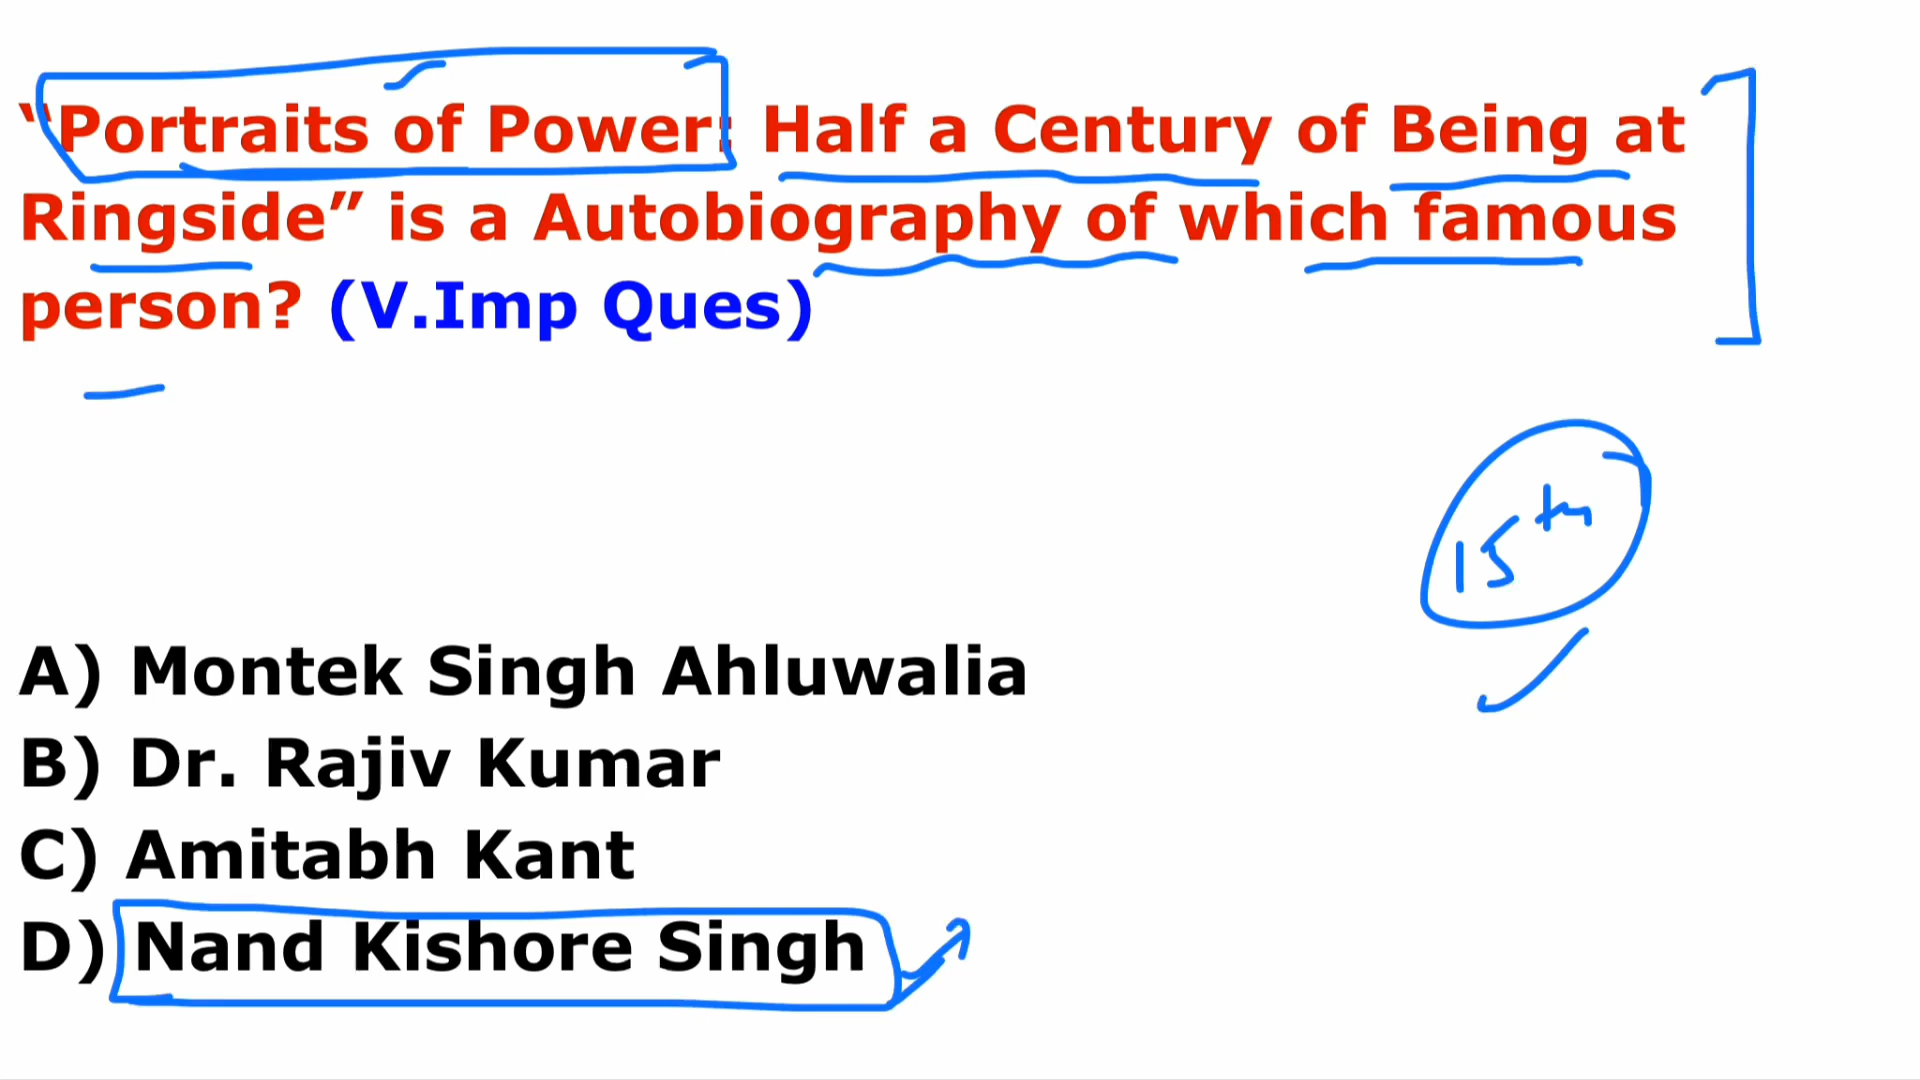 “Portraits of Power: Half a Century of Being at
Ringside” is a Autobiography of which famous
person? (V.Imp Ques)
15th
A) Montek Singh Ahluwalia
B) Dr. Rajiv Kumar
C) Amitabh Kant
D) Nand Kishore Singh